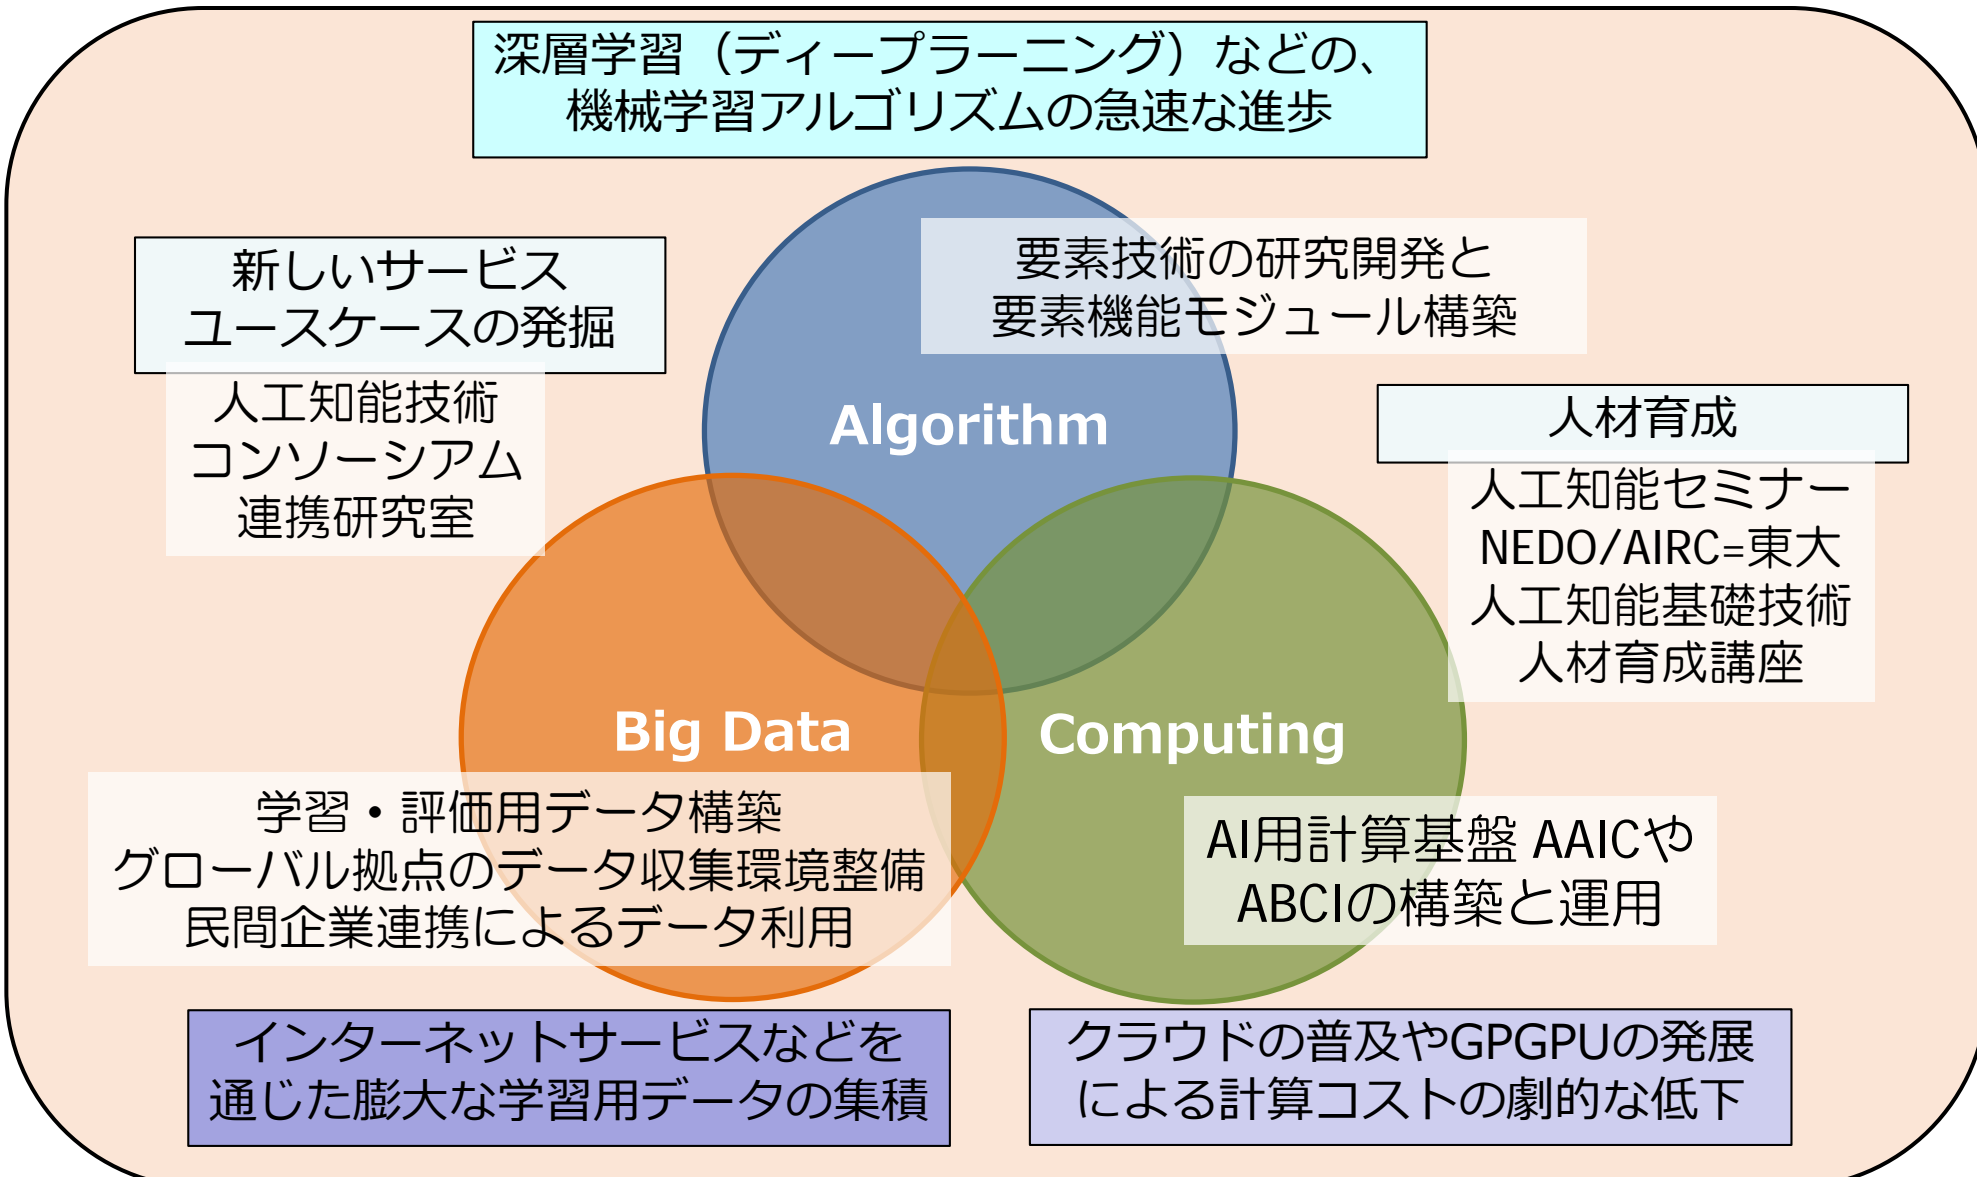 深層学習（ディープラーニング）などの、
機械学習アルゴリズムの急速な進歩
新しいサービス
ユースケースの発掘
人工知能技術
コンソーシアム
連携研究室
要素技術の研究開発と
要素機能モジュール構築
Algorithm
人材育成
人工知能セミナー
NEDO/AIRC=東大
人工知能基礎技術
人材育成講座
Big Data
Computing
学習・評価用データ構築
グローバル拠点のデータ収集環境整備
民間企業連携によるデータ利用
AI用計算基盤 AAICや
ABCIの構築と運用
インターネットサービスなどを
通じた膨大な学習用データの集積
クラウドの普及やGPGPUの発展
による計算コストの劇的な低下